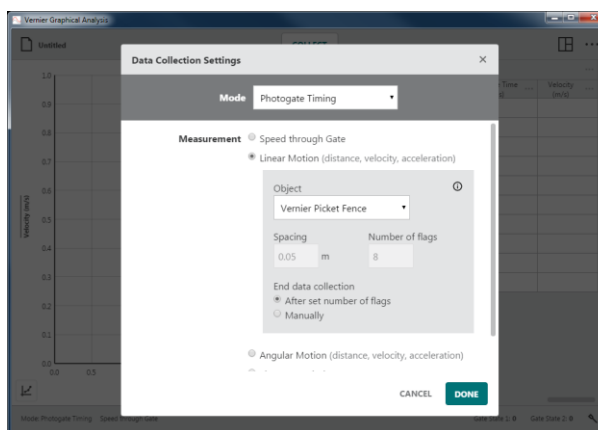 Vernier Graphical Analysis
Untitled
COLLECT
Data Collection Settings
Mode Photogate Timing
Measurement Speed through Gate
Linear Motion (distance, velocity, acceleration)
Object
Vernier Picket Fence
Spacing Number of flags
0.05 m 8
End data collection
After set number of flags
Manually
Angular Motion (distance, velocity, acceleration)
CANCEL DONE
Time Velocity
(m/s)
Velocity (m/s)
1.0
0.9
0.8
0.7
0.6
0.5
0.4
0.3
0.2
0.1
0.0
0.0 0.5
Mode: Photogate Timing Speed through Gate Gate State 1: 0 Gate State 2: 0